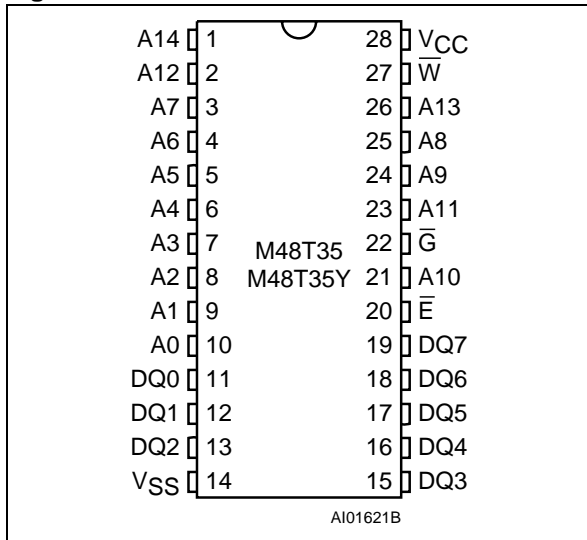 A14 1 28 VCC
A12 2 27 W̅
A7 3 26 A13
A6 4 25 A8
A5 5 24 A9
A4 6 23 A11
A3 7 M48T35 22 G̅
A2 8 M48T35Y 21 A10
A1 9 20 E̅
A0 10 19 DQ7
DQ0 11 18 DQ6
DQ1 12 17 DQ5
DQ2 13 16 DQ4
VSS 14 15 DQ3
AI01621B